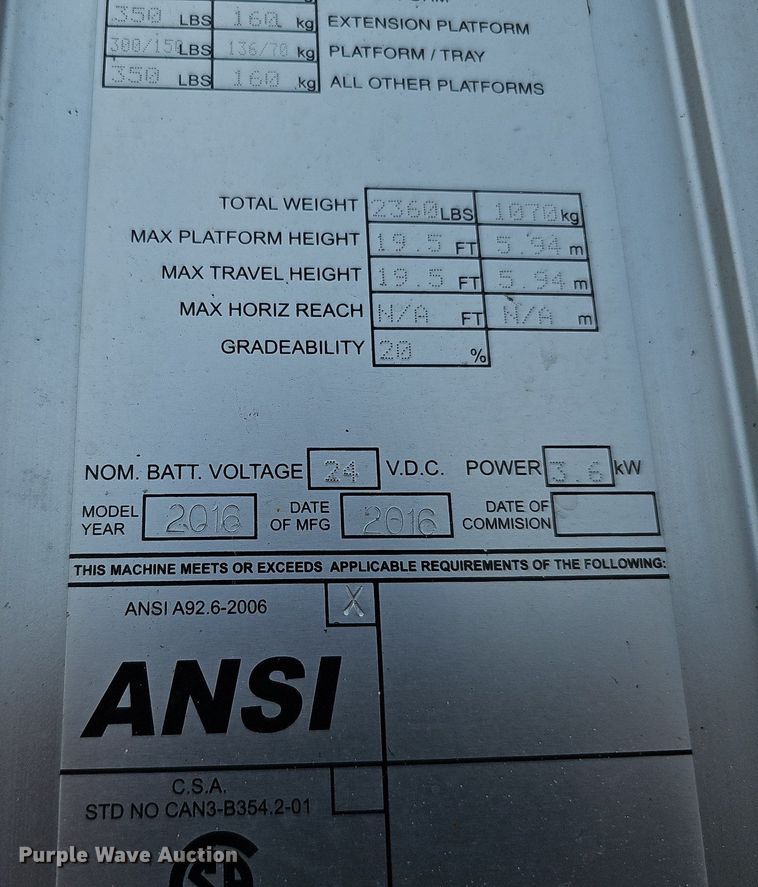 350 LBS 160 kg EXTENSION PLATFORM
300/150 LBS 136/70 kg PLATFORM / TRAY
350 LBS 160 kg ALL OTHER PLATFORMS
TOTAL WEIGHT 2360 LBS 1070 kg
MAX PLATFORM HEIGHT 19.5 FT 5.94 m
MAX TRAVEL HEIGHT 19.5 FT 5.94 m
MAX HORIZ REACH N/A FT N/A m
GRADEABILITY 20 %
NOM. BATT. VOLTAGE 24 V.D.C. POWER 3.6 kW
MODEL YEAR 2016 DATE OF MFG 2016 DATE OF COMMISION
THIS MACHINE MEETS OR EXCEEDS APPLICABLE REQUIREMENTS OF THE FOLLOWING:
ANSI A92.6-2006 X
ANSI
C.S.A.
STD NO CAN3-B354.2-01
Purple Wave Auction